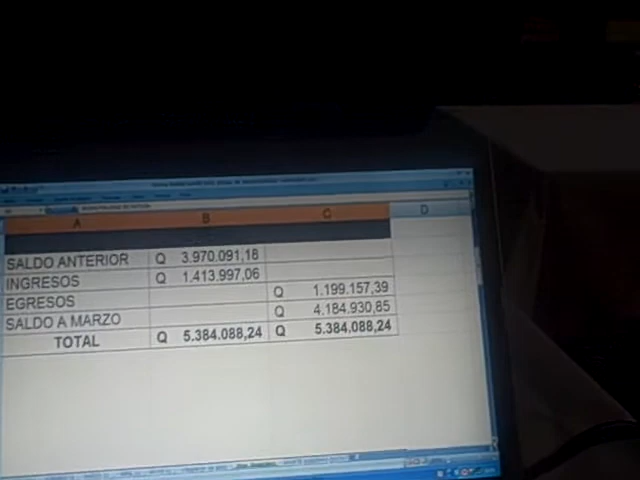 A B C D
SALDO ANTERIOR Q 3.970.091,18
INGRESOS Q 1.413.997,06
EGRESOS Q 1.199.157,39
SALDO A MARZO Q 4.184.930,85
TOTAL Q 5.384.088,24 Q 5.384.088,24